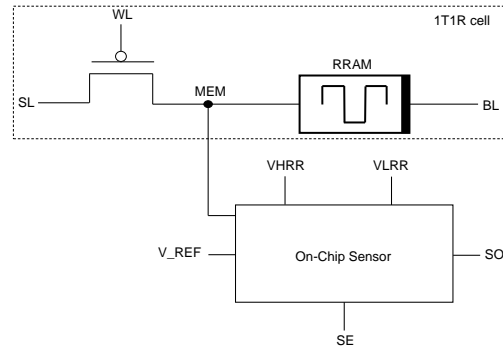 WL
1T1R cell
RRAM
SL
MEM
BL
VHRR
VLRR
V_REF
On-Chip Sensor
SO
SE